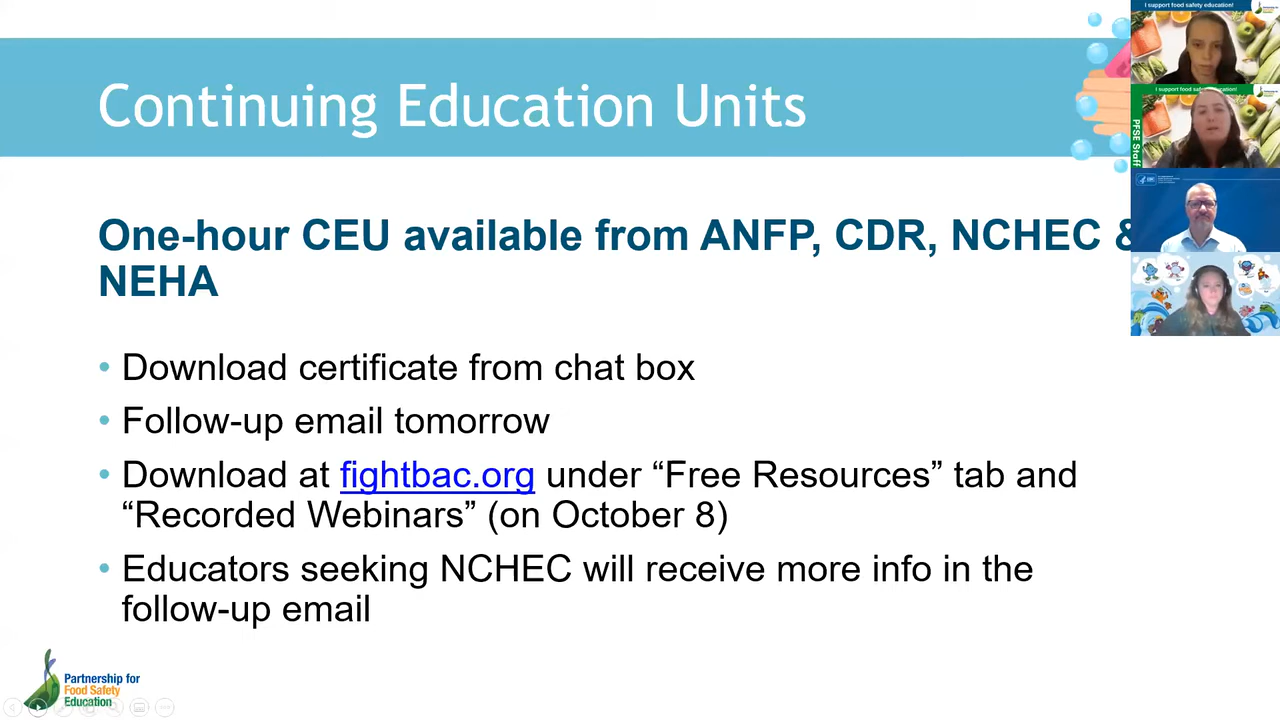 Continuing Education Units
One-hour CEU available from ANFP, CDR, NCHEC &
NEHA
• Download certificate from chat box
• Follow-up email tomorrow
• Download at fightbac.org under “Free Resources” tab and
“Recorded Webinars” (on October 8)
• Educators seeking NCHEC will receive more info in the
follow-up email
Partnership for
Food Safety
Education
I support food safety education!
I support food safety education!
PFSE Staff